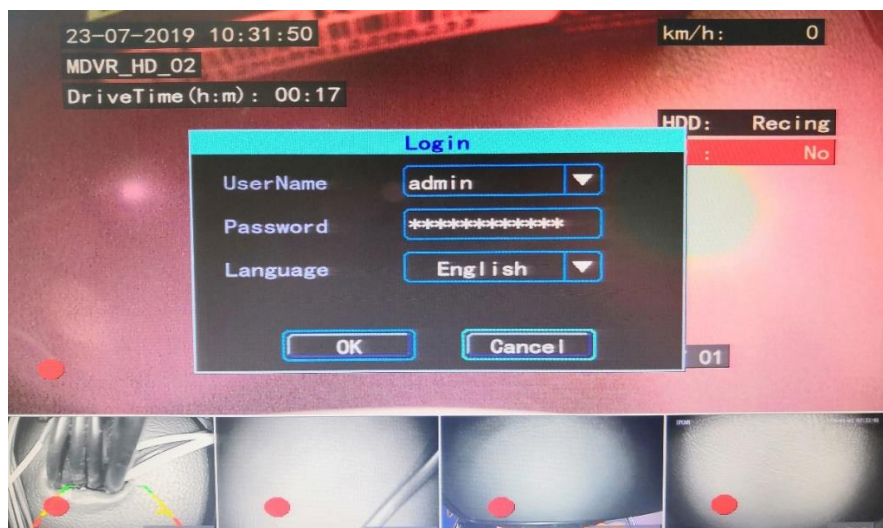 23-07-2019 10:31:50
km/h: 0
MDVR_HD_02
DriveTime(h:m): 00:17
HDD: Recing
: No
Login
UserName admin
Password *************
Language English
OK Cancel
01